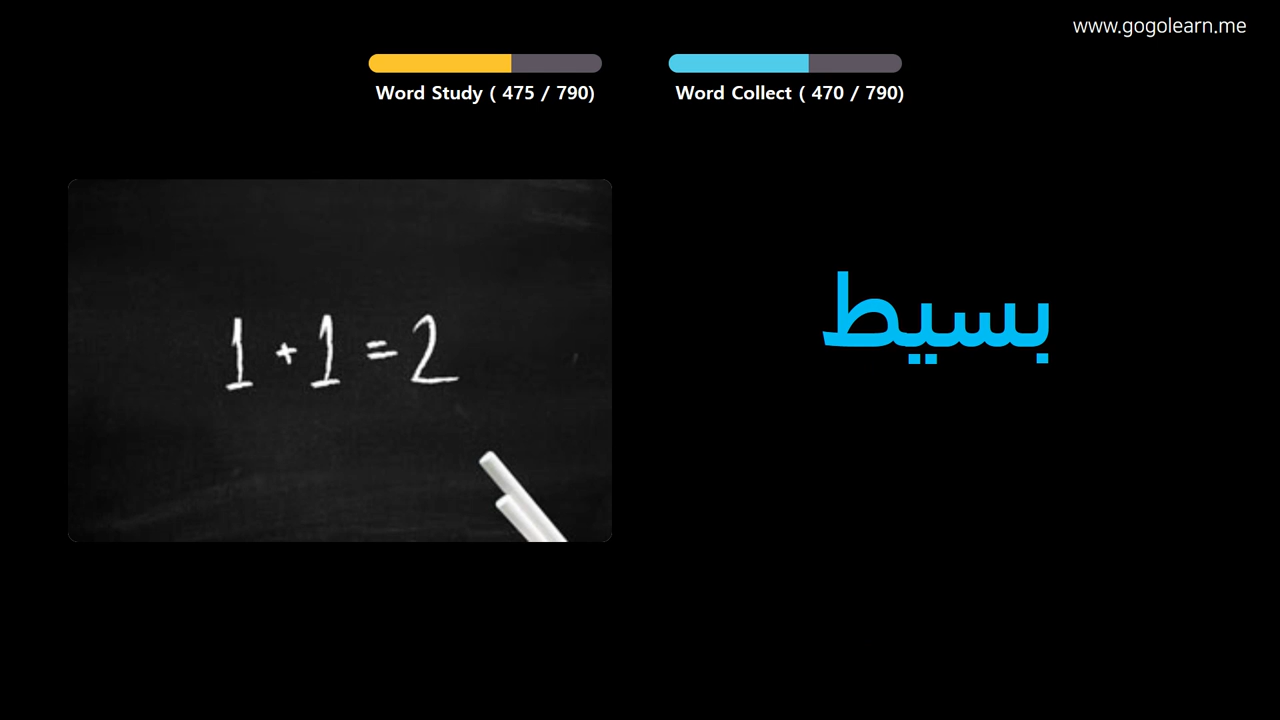 www.gogolearn.me
Word Study ( 475 / 790)
Word Collect ( 470 / 790)
1 + 1 = 2
بسيط